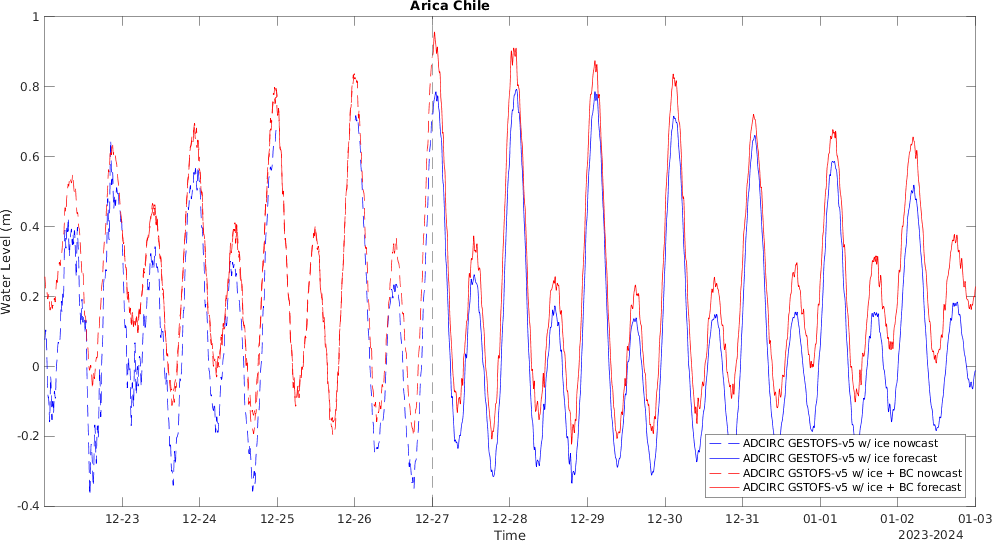 Arica Chile
1
0.8
0.6
0.4
0.2
0
-0.2
-0.4
Water Level (m)
ADCIRC GESTOFS-v5 w/ ice nowcast
ADCIRC GESTOFS-v5 w/ ice forecast
ADCIRC GSTOFS-v5 w/ ice + BC nowcast
ADCIRC GSTOFS-v5 w/ ice + BC forecast
12-23 12-24 12-25 12-26 12-27 12-28 12-29 12-30 12-31 01-01 01-02 01-03
Time
2023-2024